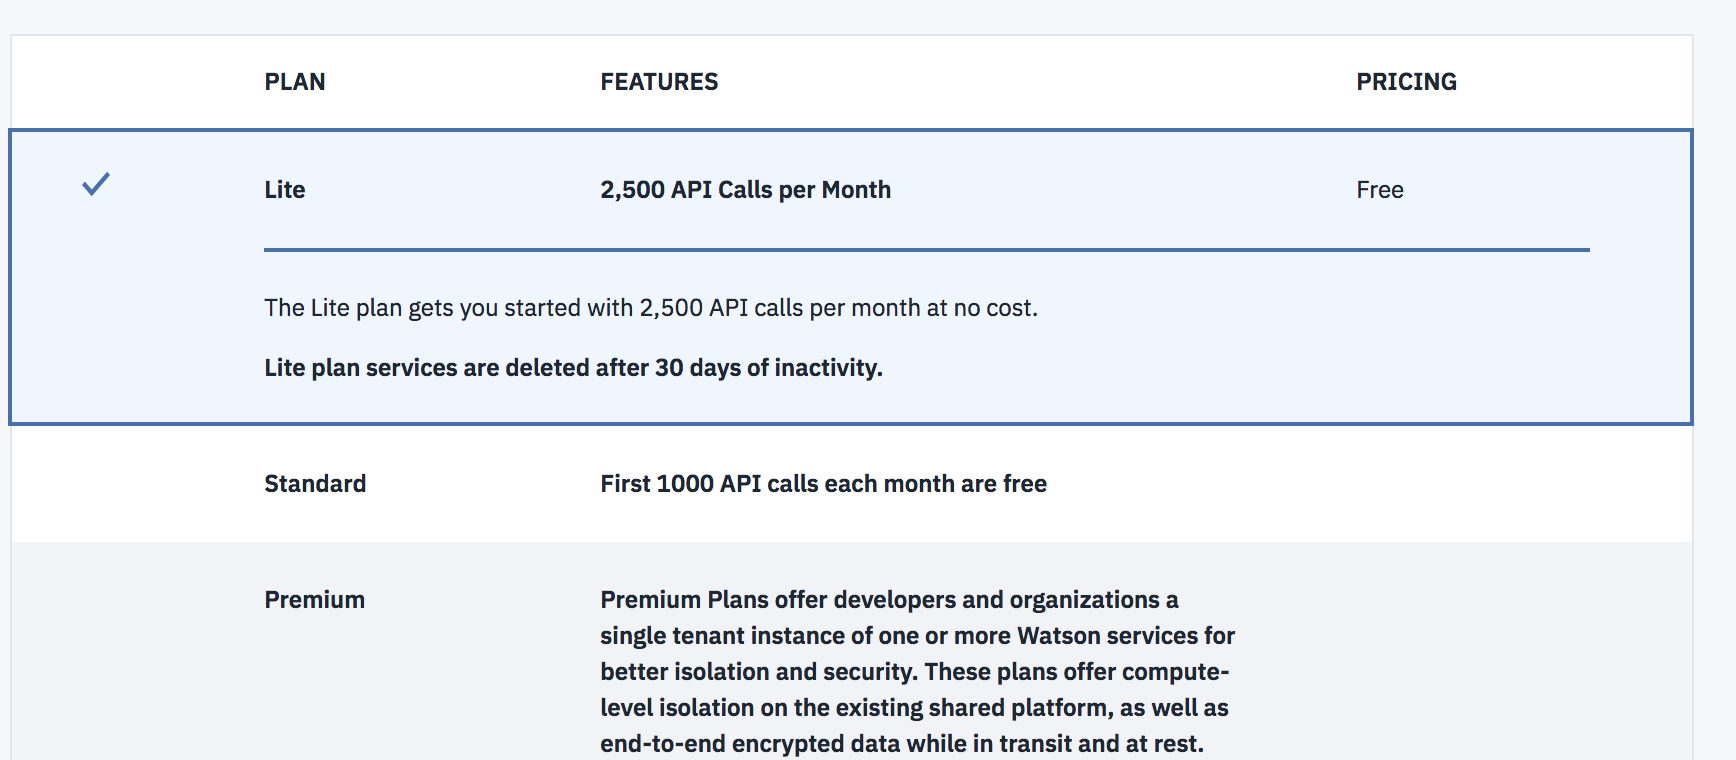 PLAN FEATURES PRICING
Lite 2,500 API Calls per Month Free
The Lite plan gets you started with 2,500 API calls per month at no cost.
Lite plan services are deleted after 30 days of inactivity.
Standard First 1000 API calls each month are free
Premium Premium Plans offer developers and organizations a
single tenant instance of one or more Watson services for
better isolation and security. These plans offer compute-
level isolation on the existing shared platform, as well as
end-to-end encrypted data while in transit and at rest.